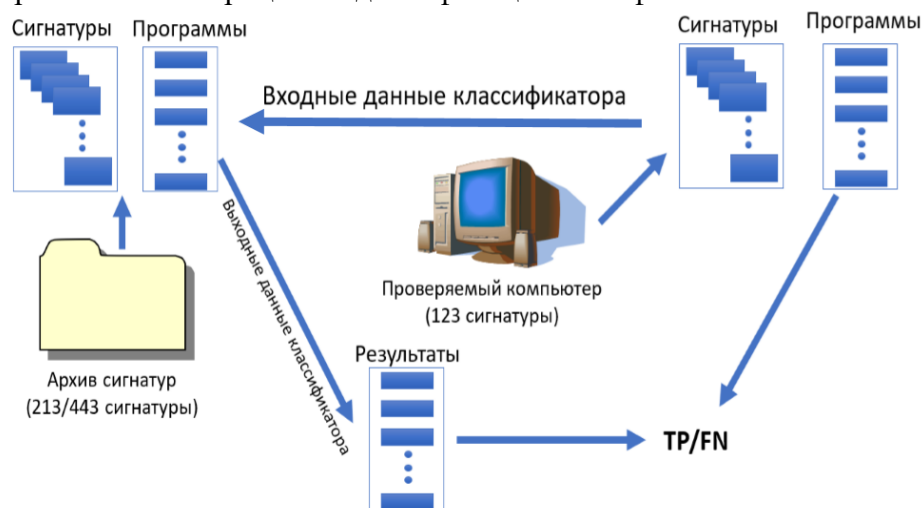 Сигнатуры
Программы
Сигнатуры
Программы
Входные данные классификатора
Выходные данные классификатора
Проверяемый компьютер
(123 сигнатуры)
Архив сигнатур
(213/443 сигнатуры)
Результаты
TP/FN